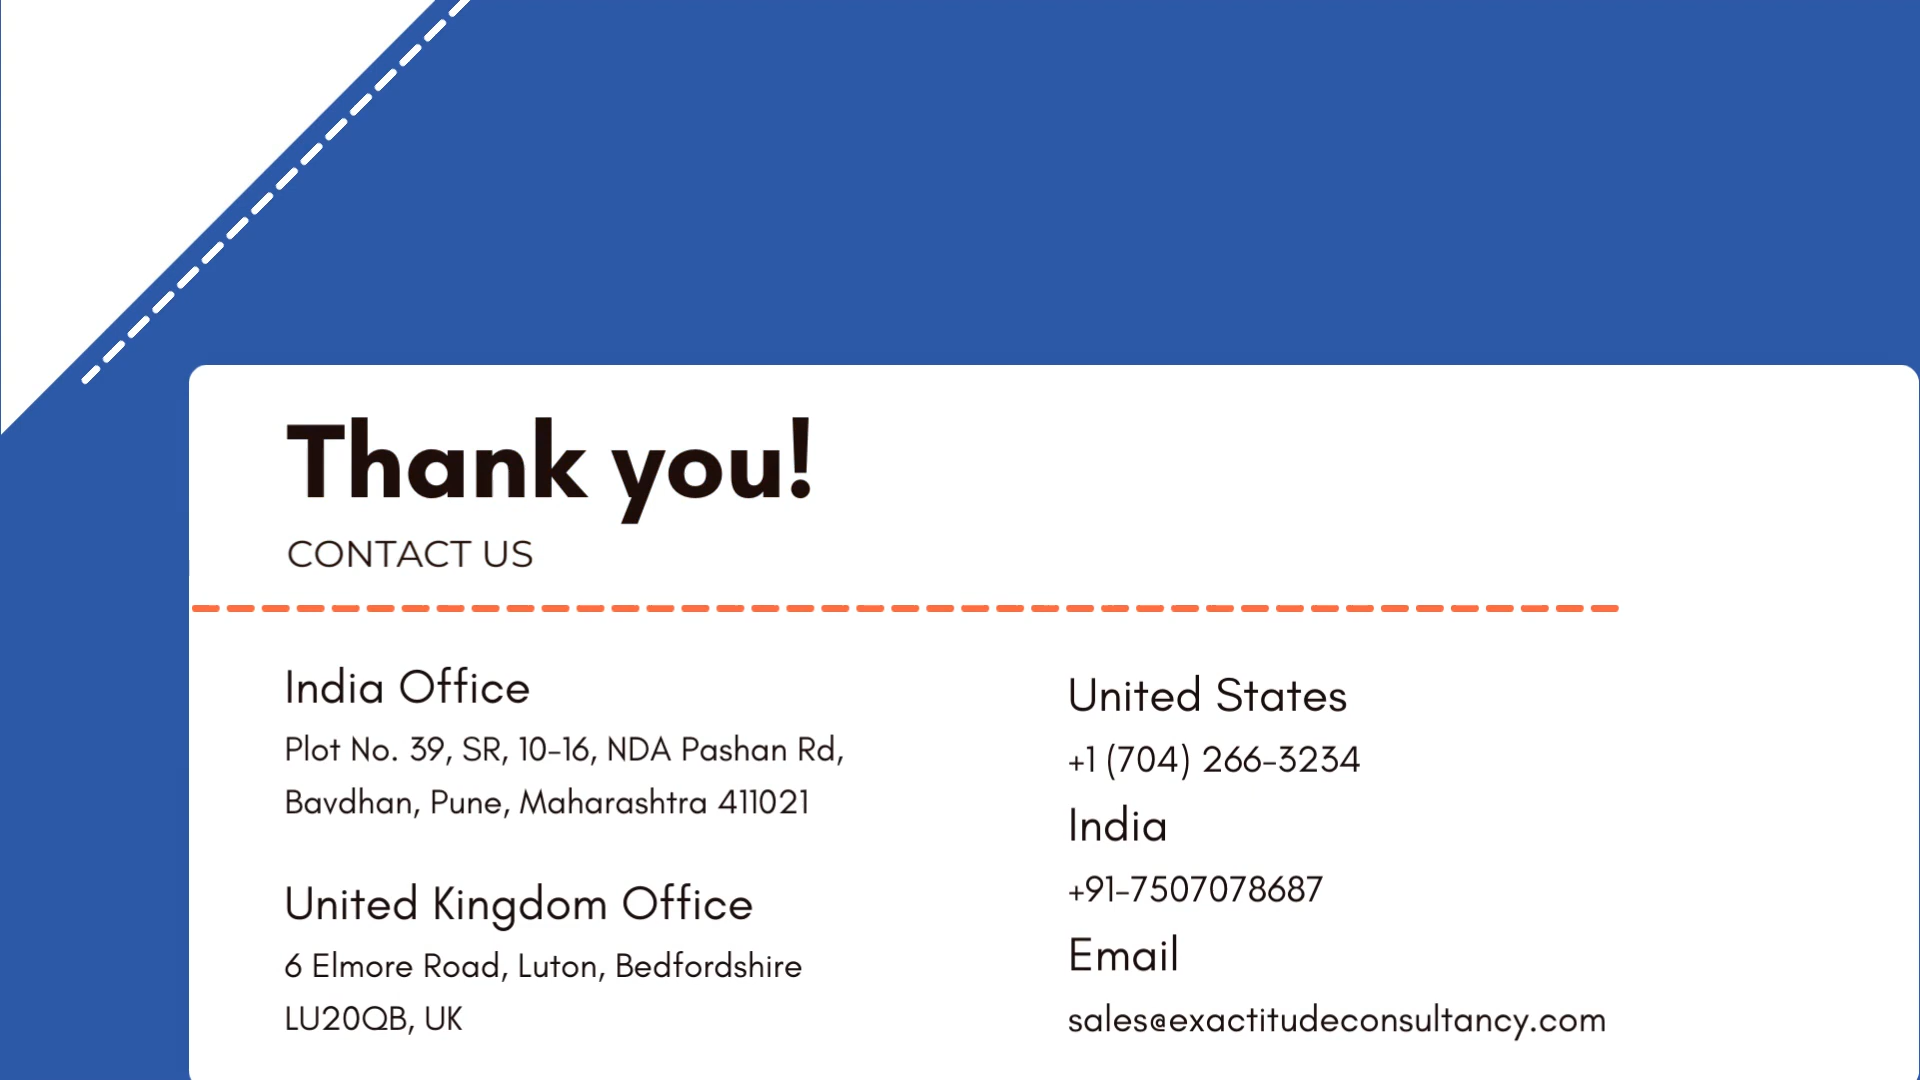 Thank you!
CONTACT US
India Office
Plot No. 39, SR, 10-16, NDA Pashan Rd,
Bavdhan, Pune, Maharashtra 411021
United Kingdom Office
6 Elmore Road, Luton, Bedfordshire
LU20QB, UK
United States
+1 (704) 266-3234
India
+91-7507078687
Email
sales@exactitudeconsultancy.com